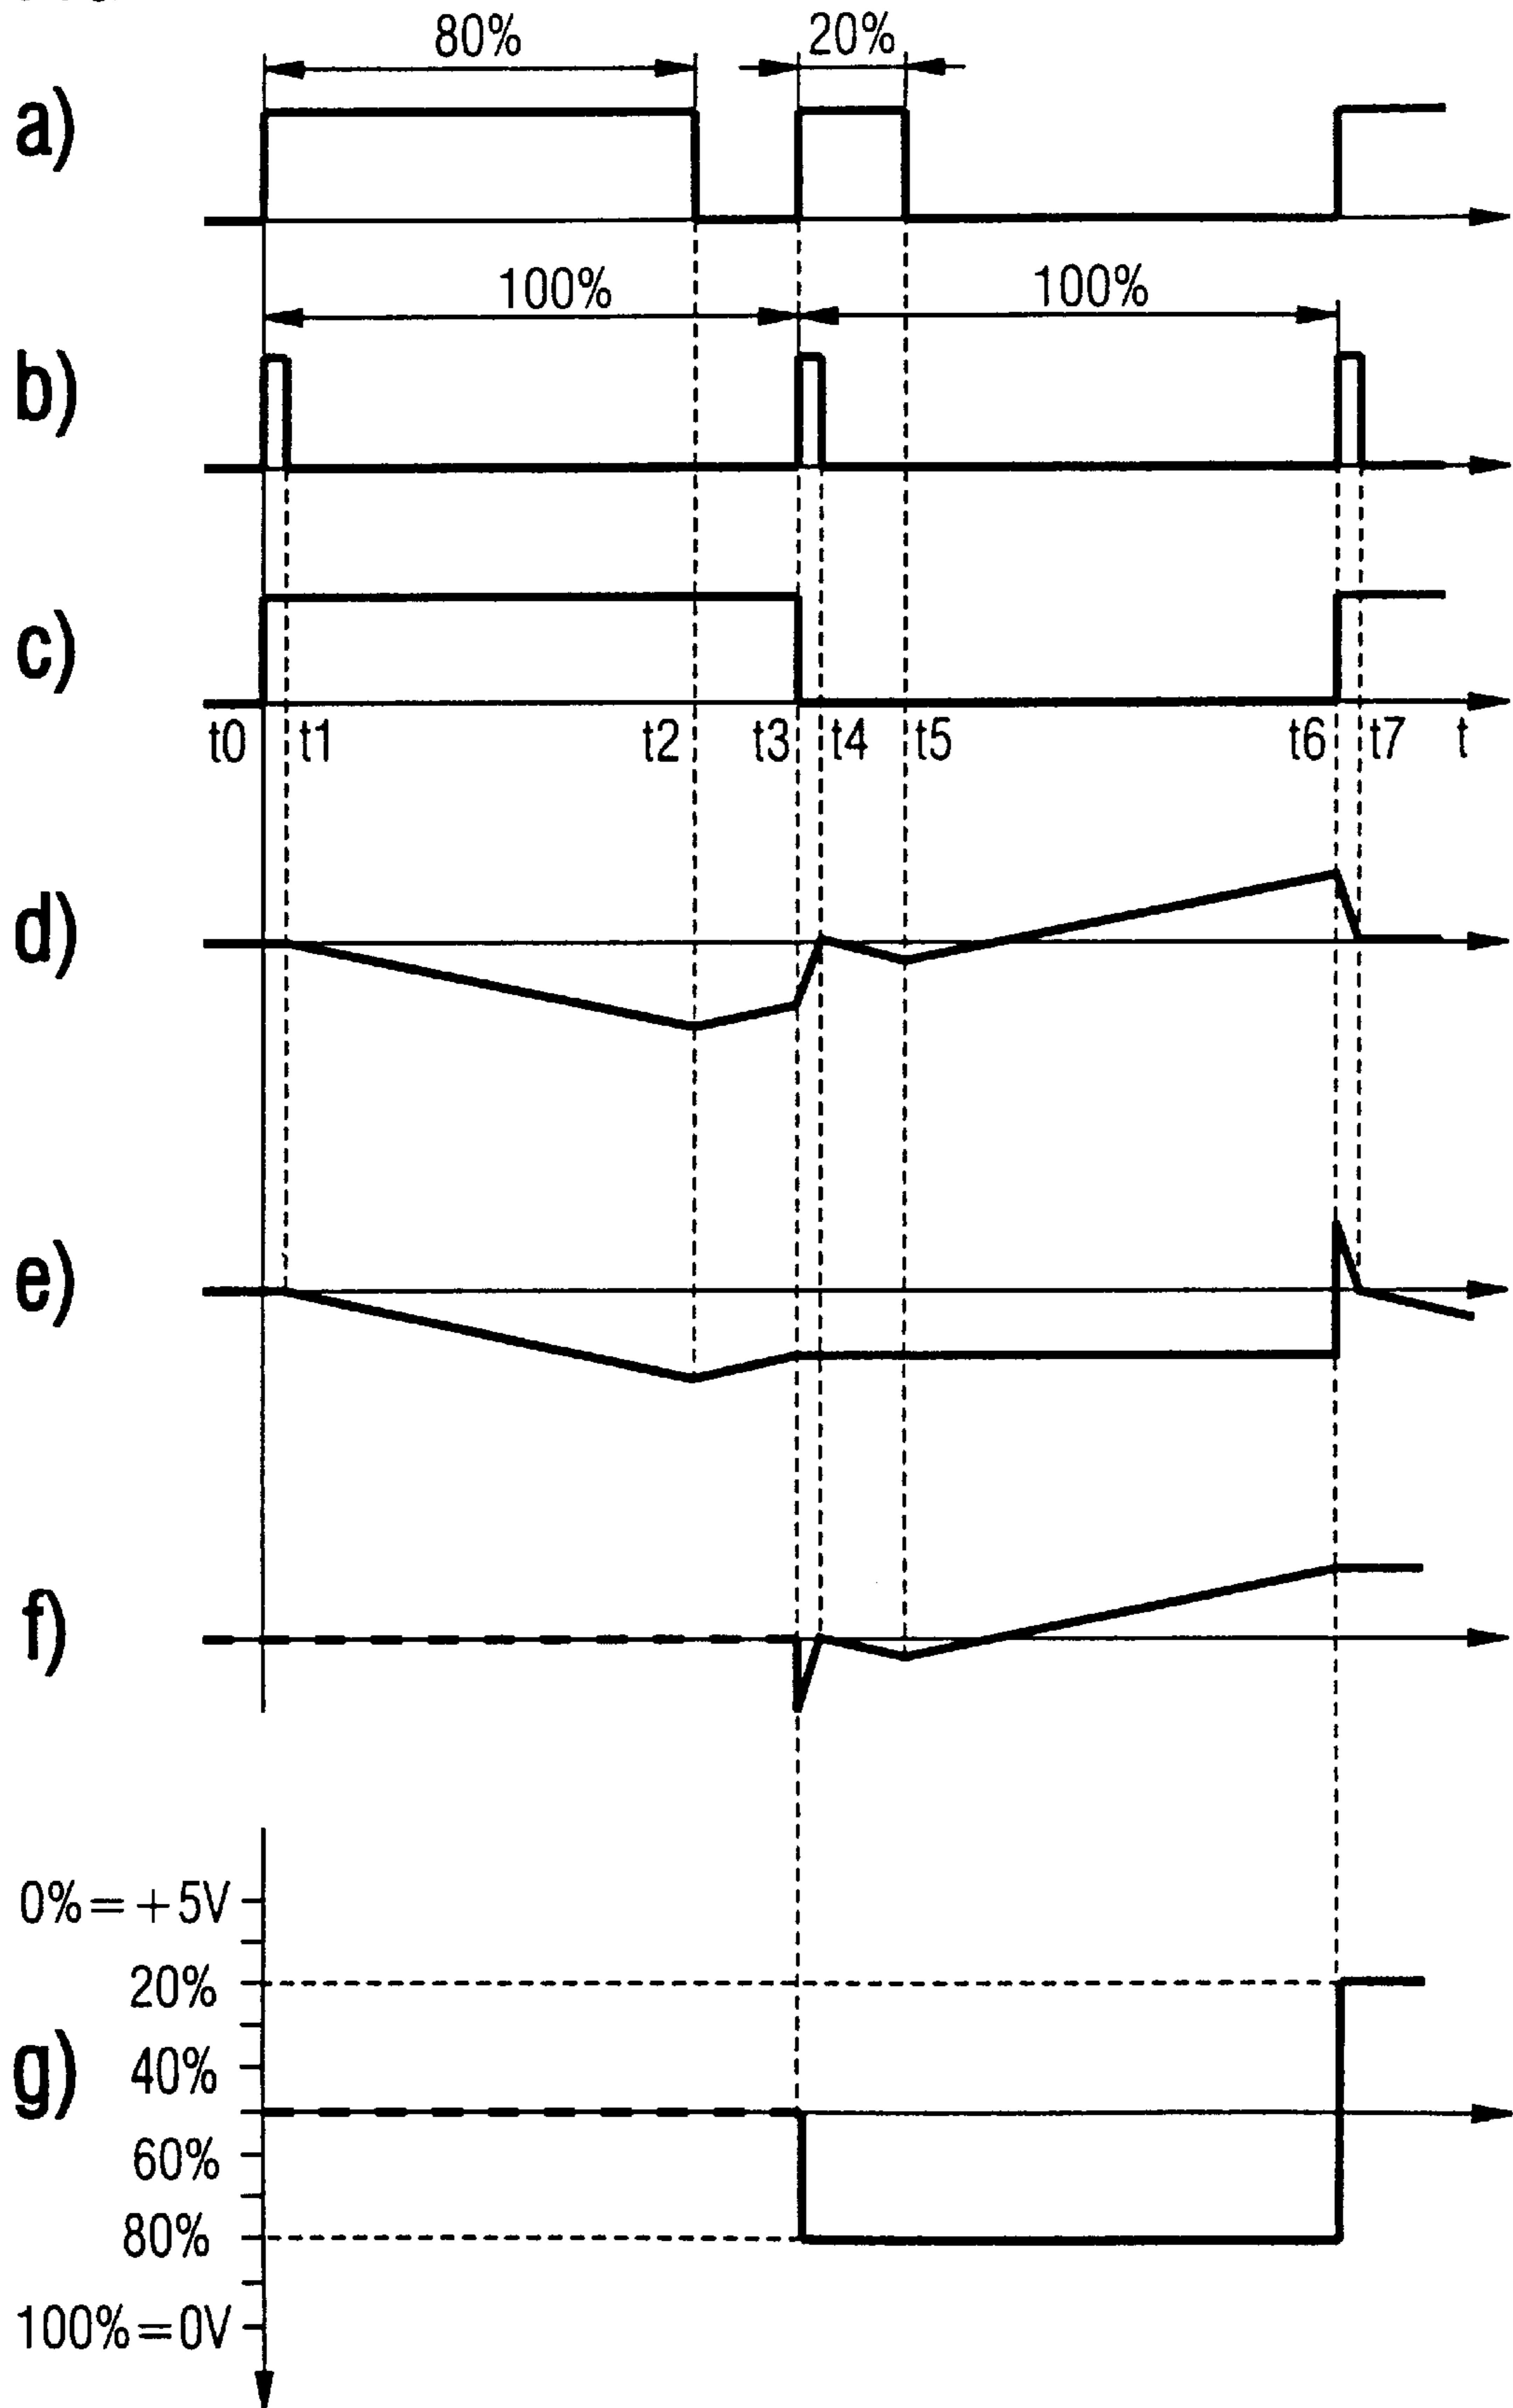 80%
20%
a)
100%
100%
b)
c)
t0 t1 t2 t3 t4 t5 t6 t7 t
d)
e)
f)
0%=+5V
20%
g)
40%
60%
80%
100%=0V